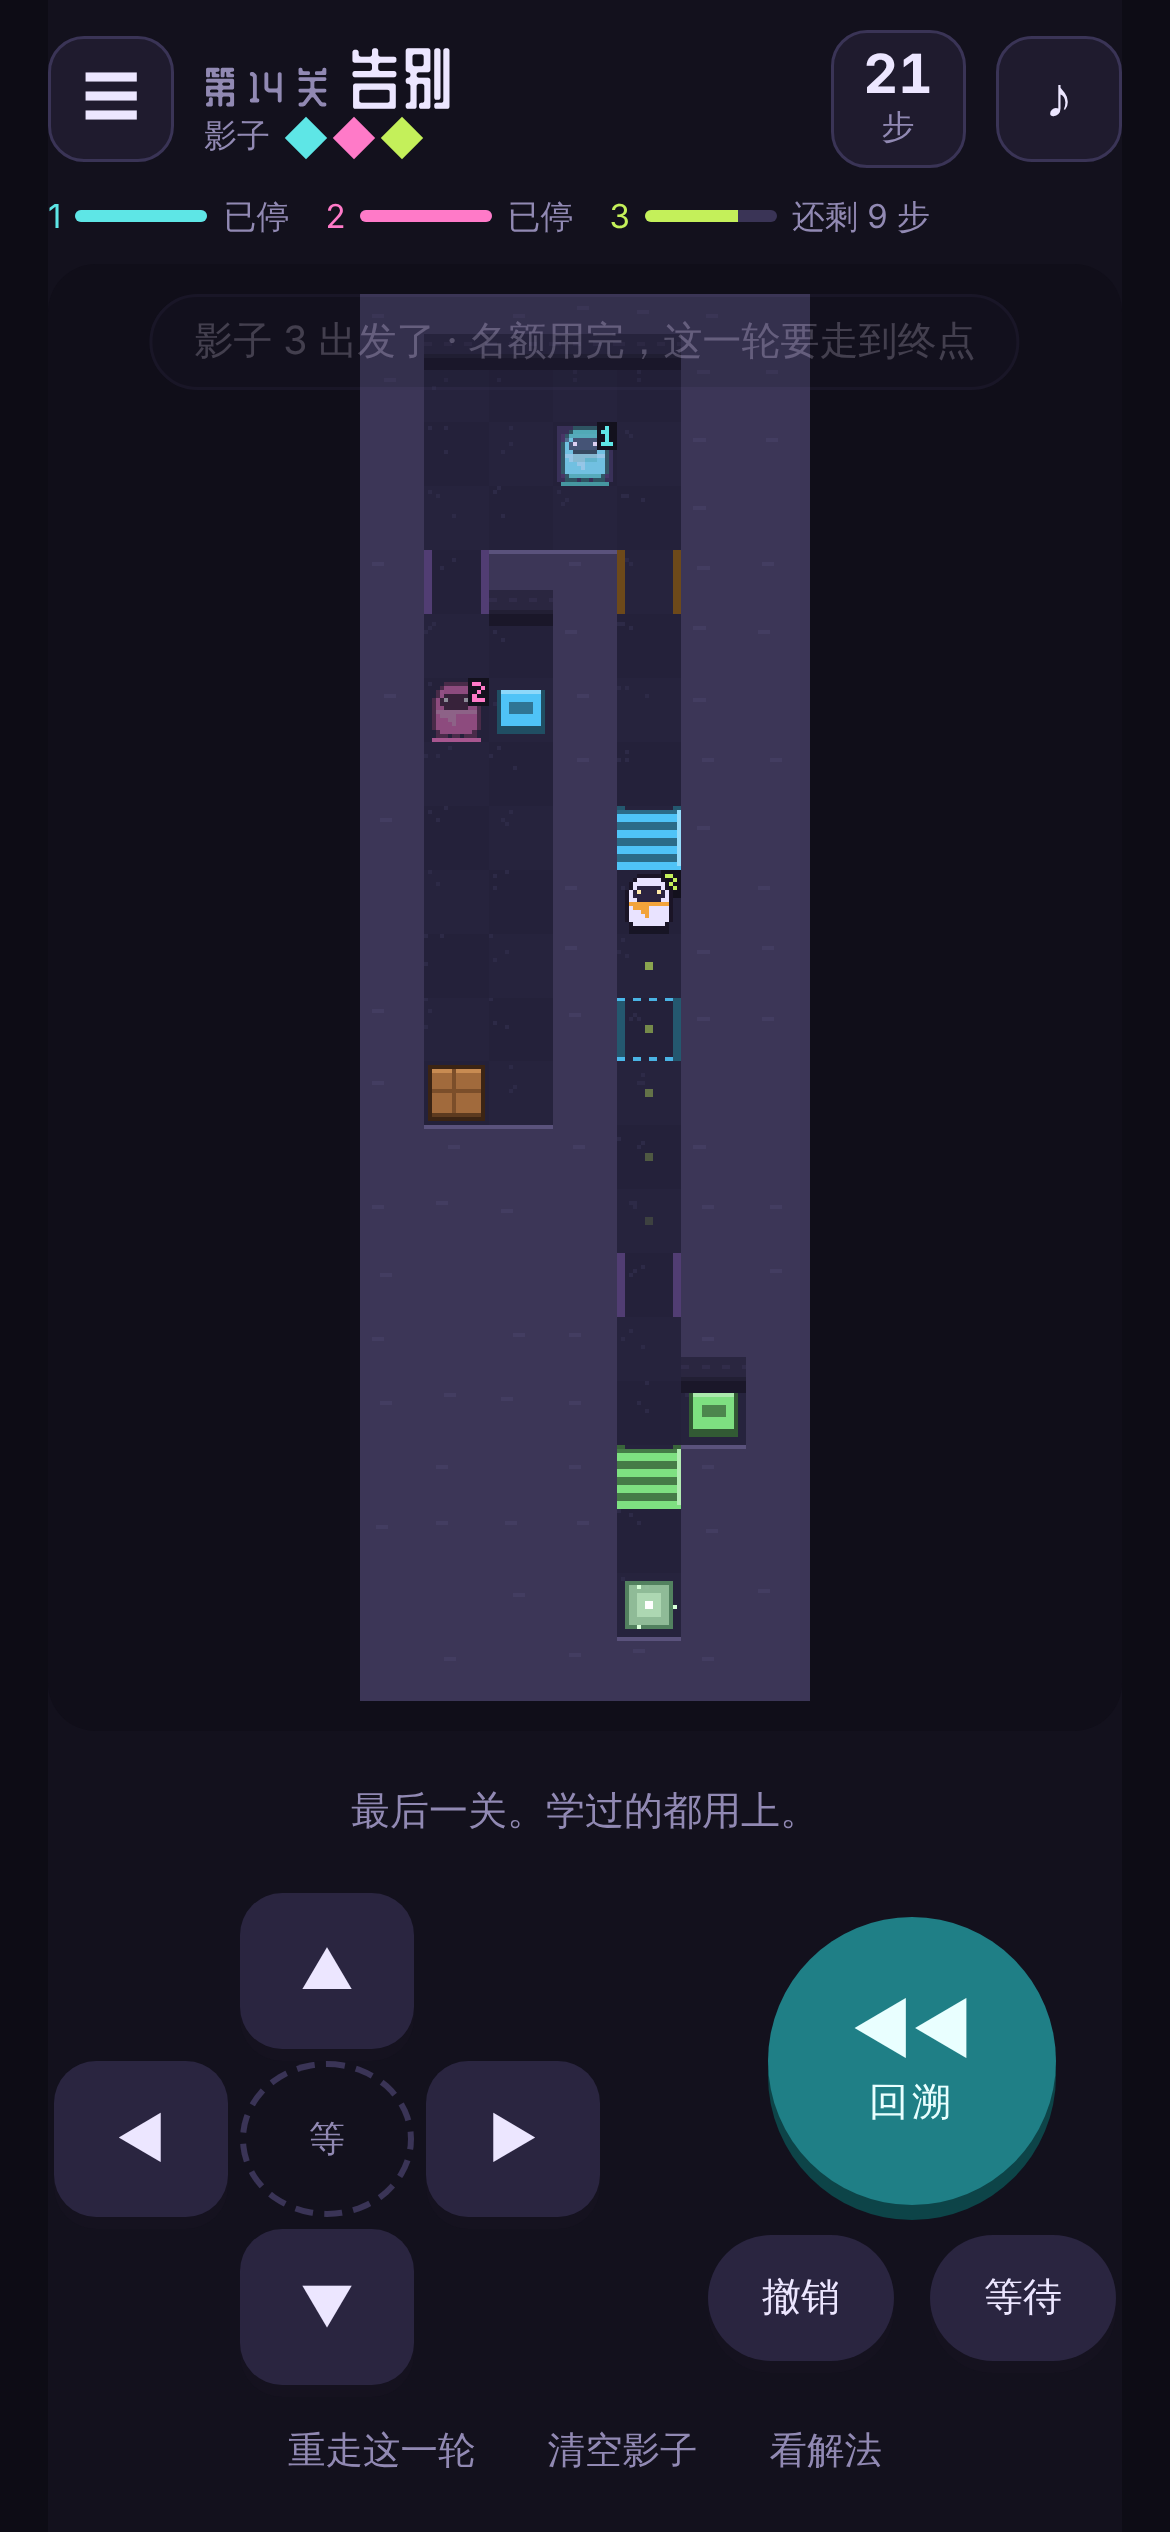 第 14 关 告别
影子
21
步
♪
1 已停 2 已停 3 还剩 9 步
影子 3 出发了 · 名额用完，这一轮要走到终点
1
2
最后一关。学过的都用上。
等
回溯
撤销
等待
重走这一轮
清空影子
看解法